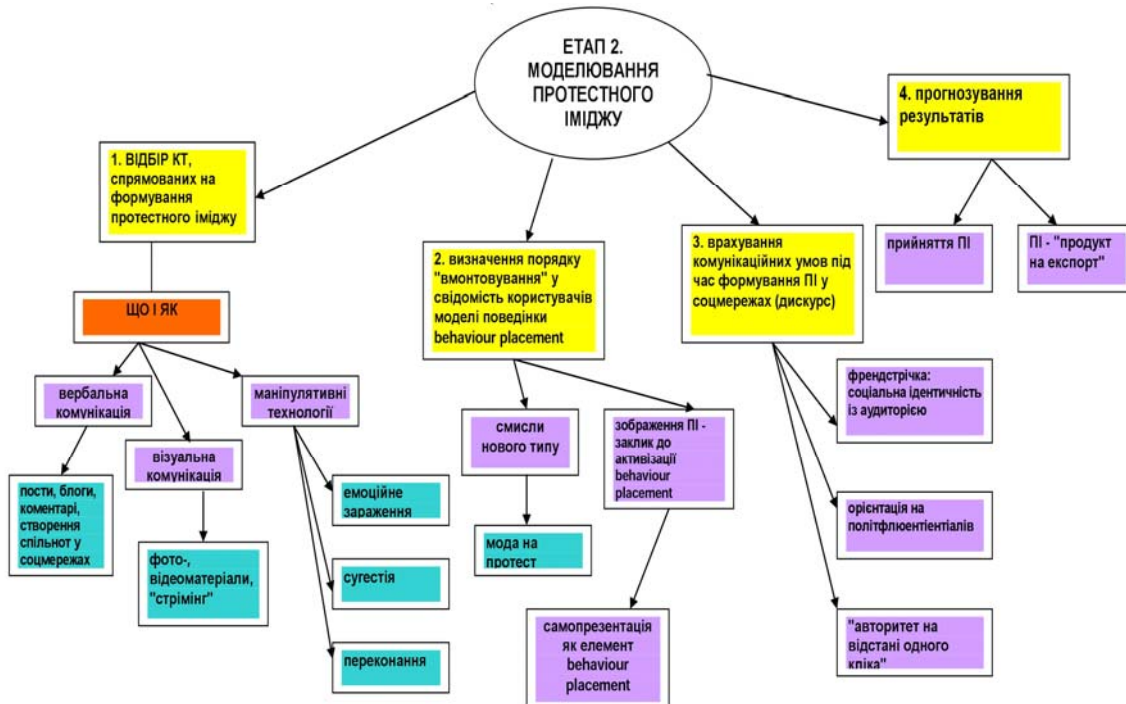 ЕТАП 2.
МОДЕЛЮВАННЯ
ПРОТЕСТНОГО
ІМІДЖУ
1. ВІДБІР КТ,
спрямованих на
формування
протестного іміджу
ЩО І ЯК
вербальна
комунікація
пости, блоги,
коментарі,
створення
спільнот у
соцмережах
візуальна
комунікація
фото-,
відеоматеріали,
"стрімінг"
маніпулятивні
технології
емоційне
зараження
сугестія
переконання
2. визначення порядку
"вмонтовування" у
свідомість користувачів
моделі поведінки
behaviour placement
смисли
нового типу
мода на
протест
зображення ПІ -
заклик до
активізації
behaviour
placement
самопрезентація
як елемент
behaviour
placement
3. врахування
комунікаційних умов під
час формування ПІ у
соцмережах (дискурс)
френдстрічка:
соціальна ідентичність
із аудиторією
орієнтація на
політфлюентіентіалів
"авторитет на
відстані одного
кліка"
4. прогнозування
результатів
прийняття ПІ
ПІ - "продукт
на експорт"